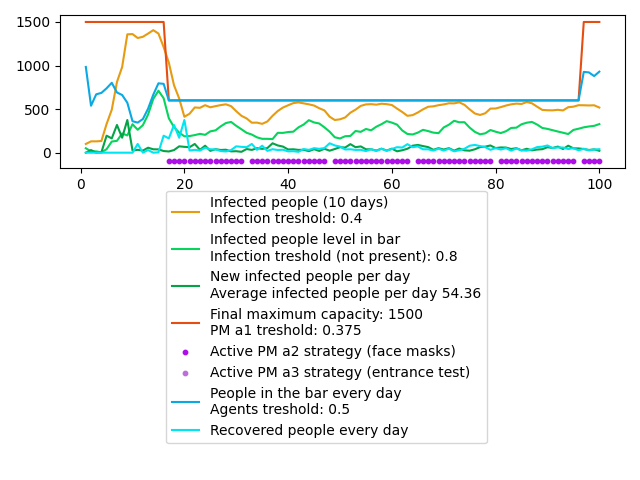 1500
1000
500
0
0 20 40 60 80 100
Infected people (10 days)
Infection treshold: 0.4
Infected people level in bar
Infection treshold (not present): 0.8
New infected people per day
Average infected people per day 54.36
Final maximum capacity: 1500
PM a1 treshold: 0.375
Active PM a2 strategy (face masks)
Active PM a3 strategy (entrance test)
People in the bar every day
Agents treshold: 0.5
Recovered people every day